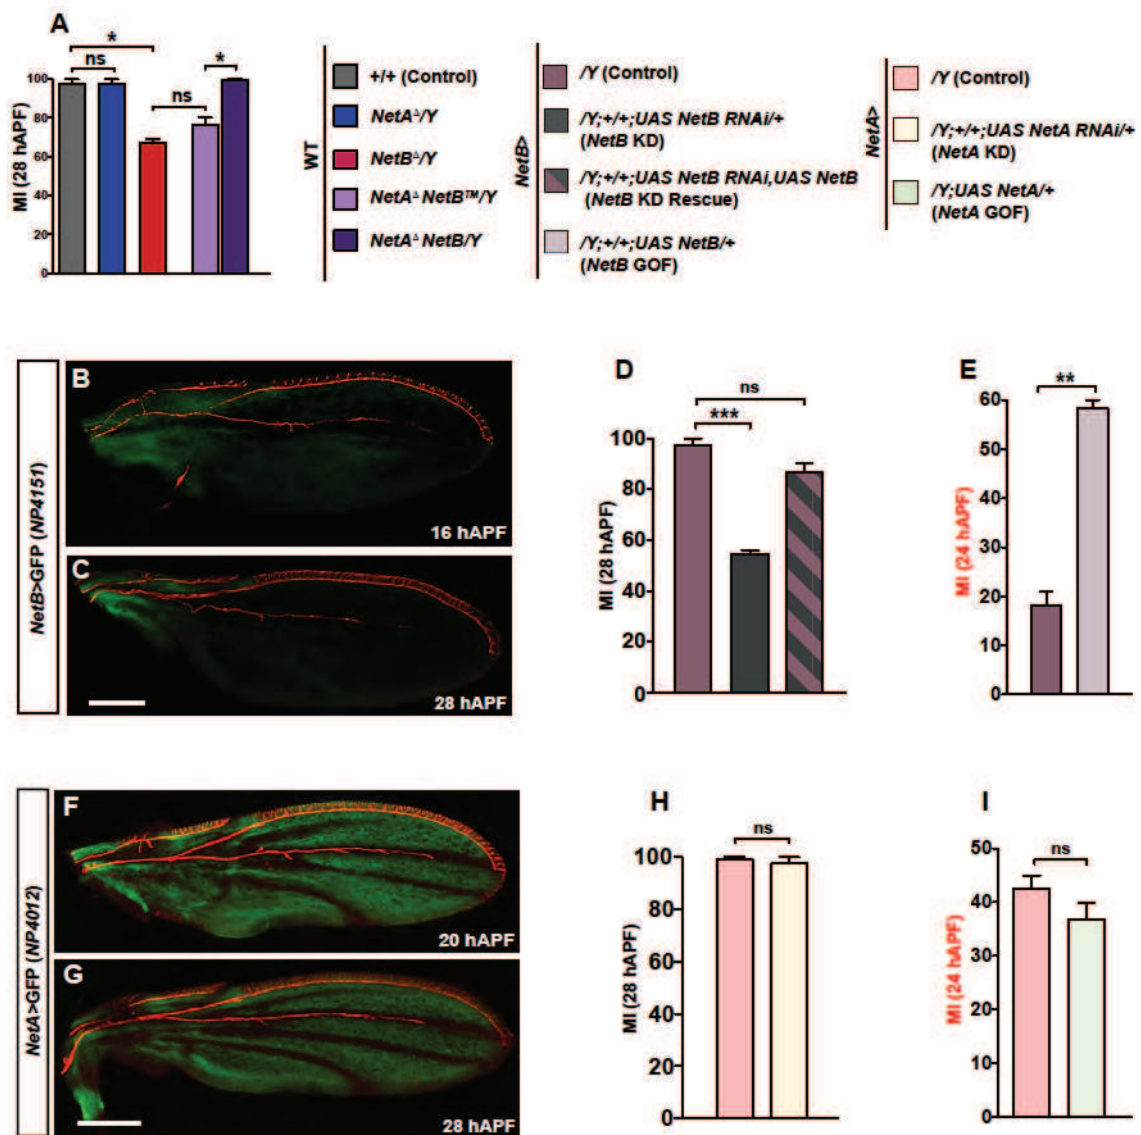 A
MI (28 hAPF)
100
80
60
40
20
0
ns
*
ns
*
WT
+/+ (Control)
NetAᐃ/Y
NetBᐃ/Y
NetAᐃ NetBᵀᴹ/Y
NetAᐃ NetB/Y
NetB>
/Y (Control)
/Y;+/+;UAS NetB RNAi/+
(NetB KD)
/Y;+/+;UAS NetB RNAi,UAS NetB
(NetB KD Rescue)
/Y;+/+;UAS NetB/+
(NetB GOF)
NetA>
/Y (Control)
/Y;+/+;UAS NetA RNAi/+
(NetA KD)
/Y;UAS NetA/+
(NetA GOF)
NetB>GFP (NP4151)
B
16 hAPF
C
28 hAPF
D
MI (28 hAPF)
100
80
60
40
20
0
***
ns
E
MI (24 hAPF)
60
50
40
30
20
10
0
**
NetA>GFP (NP4012)
F
20 hAPF
G
28 hAPF
H
MI (28 hAPF)
100
80
60
40
20
0
ns
I
MI (24 hAPF)
50
40
30
20
10
0
ns